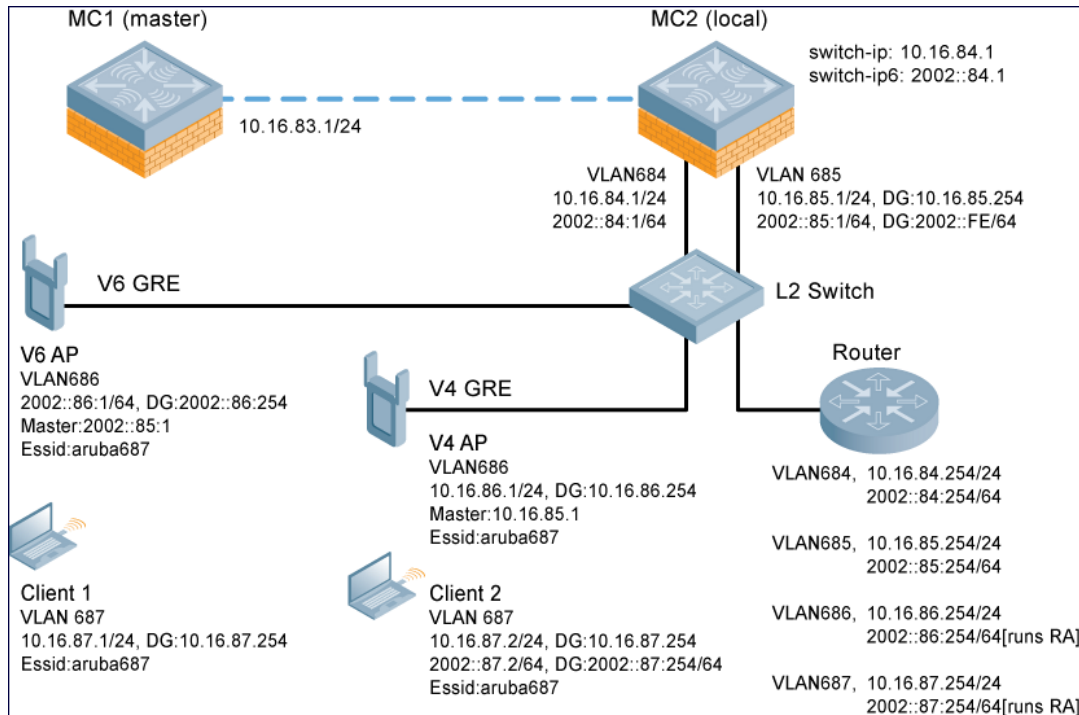 MC1 (master)
MC2 (local)
switch-ip: 10.16.84.1
switch-ip6: 2002::84.1
10.16.83.1/24
VLAN684
10.16.84.1/24
2002::84:1/64
VLAN 685
10.16.85.1/24, DG:10.16.85.254
2002::85:1/64, DG:2002::FE/64
V6 GRE
L2 Switch
V6 AP
VLAN686
2002::86:1/64, DG:2002::86:254
Master:2002::85:1
Essid:aruba687
V4 GRE
V4 AP
VLAN686
10.16.86.1/24, DG:10.16.86.254
Master:10.16.85.1
Essid:aruba687
Router
VLAN684, 10.16.84.254/24
2002::84:254/64
VLAN685, 10.16.85.254/24
2002::85:254/64
VLAN686, 10.16.86.254/24
2002::86:254/64[runs RA]
VLAN687, 10.16.87.254/24
2002::87:254/64[runs RA]
Client 1
VLAN 687
10.16.87.1/24, DG:10.16.87.254
Essid:aruba687
Client 2
VLAN 687
10.16.87.2/24, DG:10.16.87.254
2002::87.2/64, DG:2002::87:254/64
Essid:aruba687